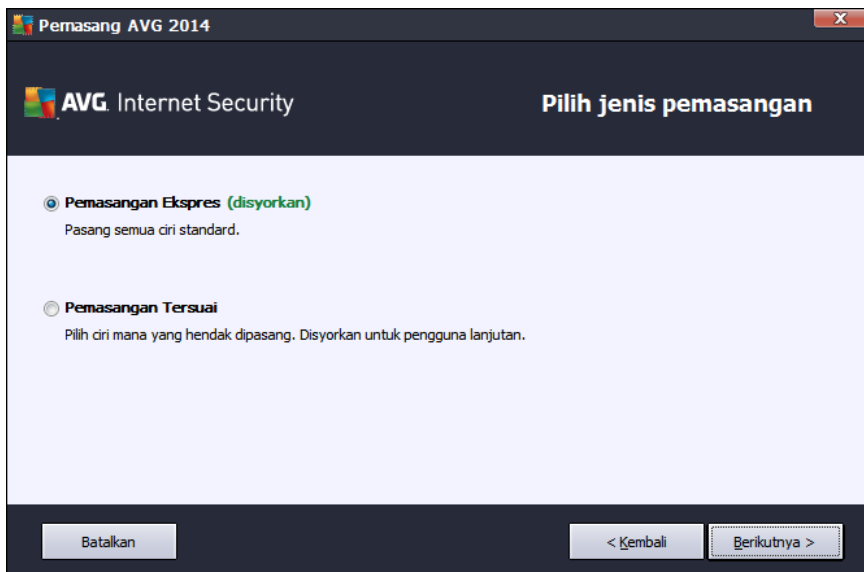 Pemasang AVG 2014
X
AVG. Internet Security
Pilih jenis pemasangan
Pemasangan Ekspres (disyorkan)
Pasang semua ciri standard.
Pemasangan Tersuai
Pilih ciri mana yang hendak dipasang. Disyorkan untuk pengguna lanjutan.
Batalkan
< Kembali
Berikutnya >